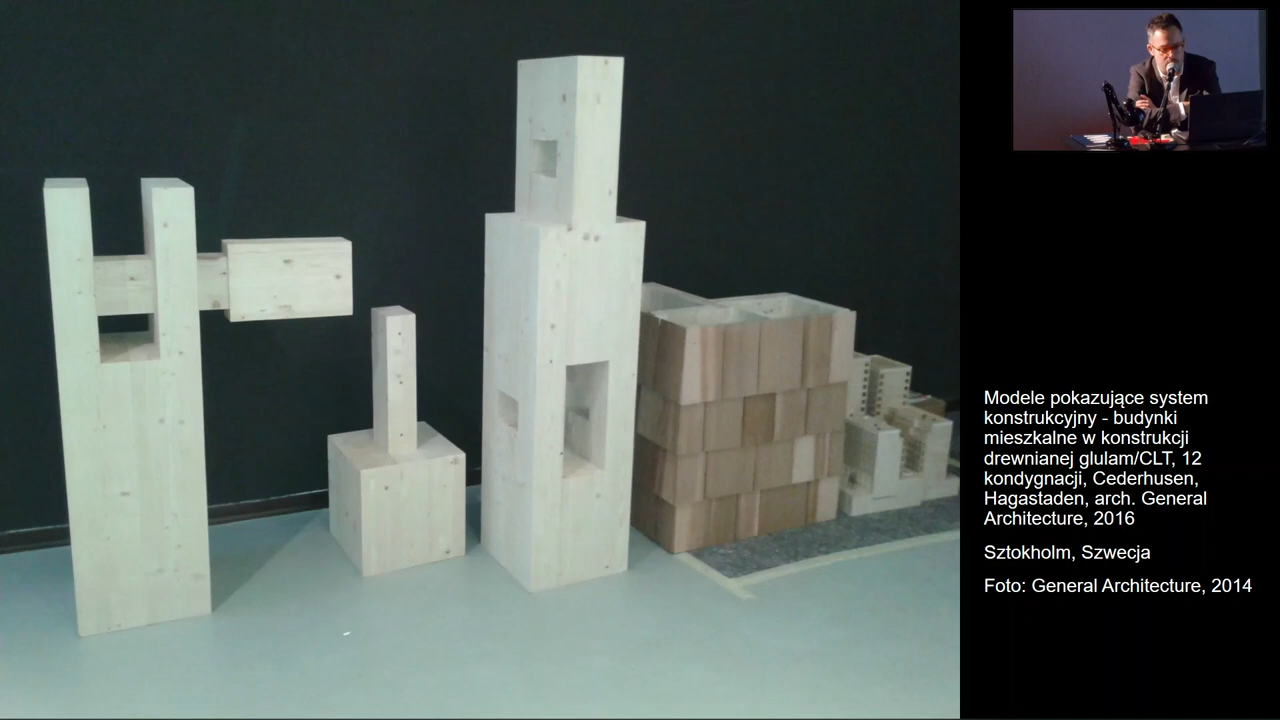 Modele pokazujące system
konstrukcyjny - budynki
mieszkalne w konstrukcji
drewnianej glulam/CLT, 12
kondygnacji, Cederhusen,
Hagastaden, arch. General
Architecture, 2016
Sztokholm, Szwecja
Foto: General Architecture, 2014